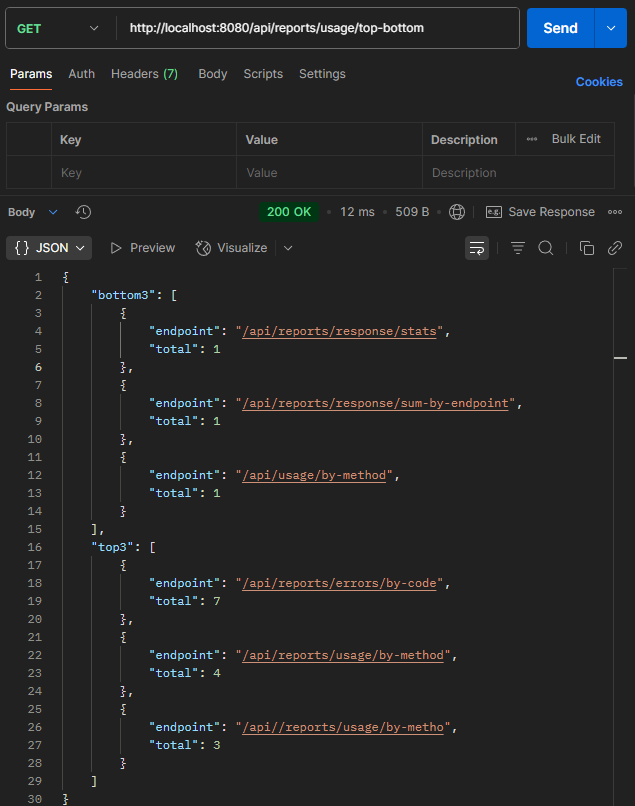 GET http://localhost:8080/api/reports/usage/top-bottom Send
Params Auth Headers (7) Body Scripts Settings Cookies
Query Params
Key Value Description ··· Bulk Edit
Key Value Description
Body 200 OK • 12 ms • 509 B • e.g. Save Response ···
{} JSON Preview Visualize
1 {
2 "bottom3": [
3 {
4 "endpoint": "/api/reports/response/stats",
5 "total": 1
6 },
7 {
8 "endpoint": "/api/reports/response/sum-by-endpoint",
9 "total": 1
10 },
11 {
12 "endpoint": "/api/usage/by-method",
13 "total": 1
14 }
15 ],
16 "top3": [
17 {
18 "endpoint": "/api/reports/errors/by-code",
19 "total": 7
20 },
21 {
22 "endpoint": "/api/reports/usage/by-method",
23 "total": 4
24 },
25 {
26 "endpoint": "/api//reports/usage/by-metho",
27 "total": 3
28 }
29 ]
30 }